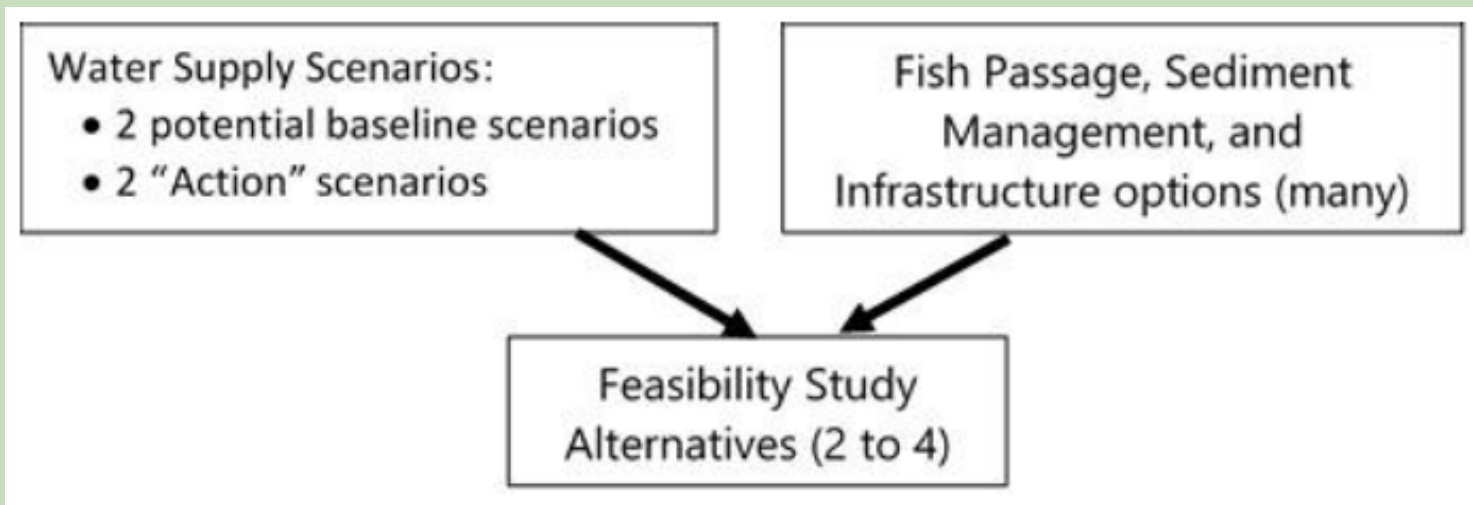 Water Supply Scenarios:
• 2 potential baseline scenarios
• 2 “Action” scenarios
Fish Passage, Sediment
Management, and
Infrastructure options (many)
Feasibility Study
Alternatives (2 to 4)